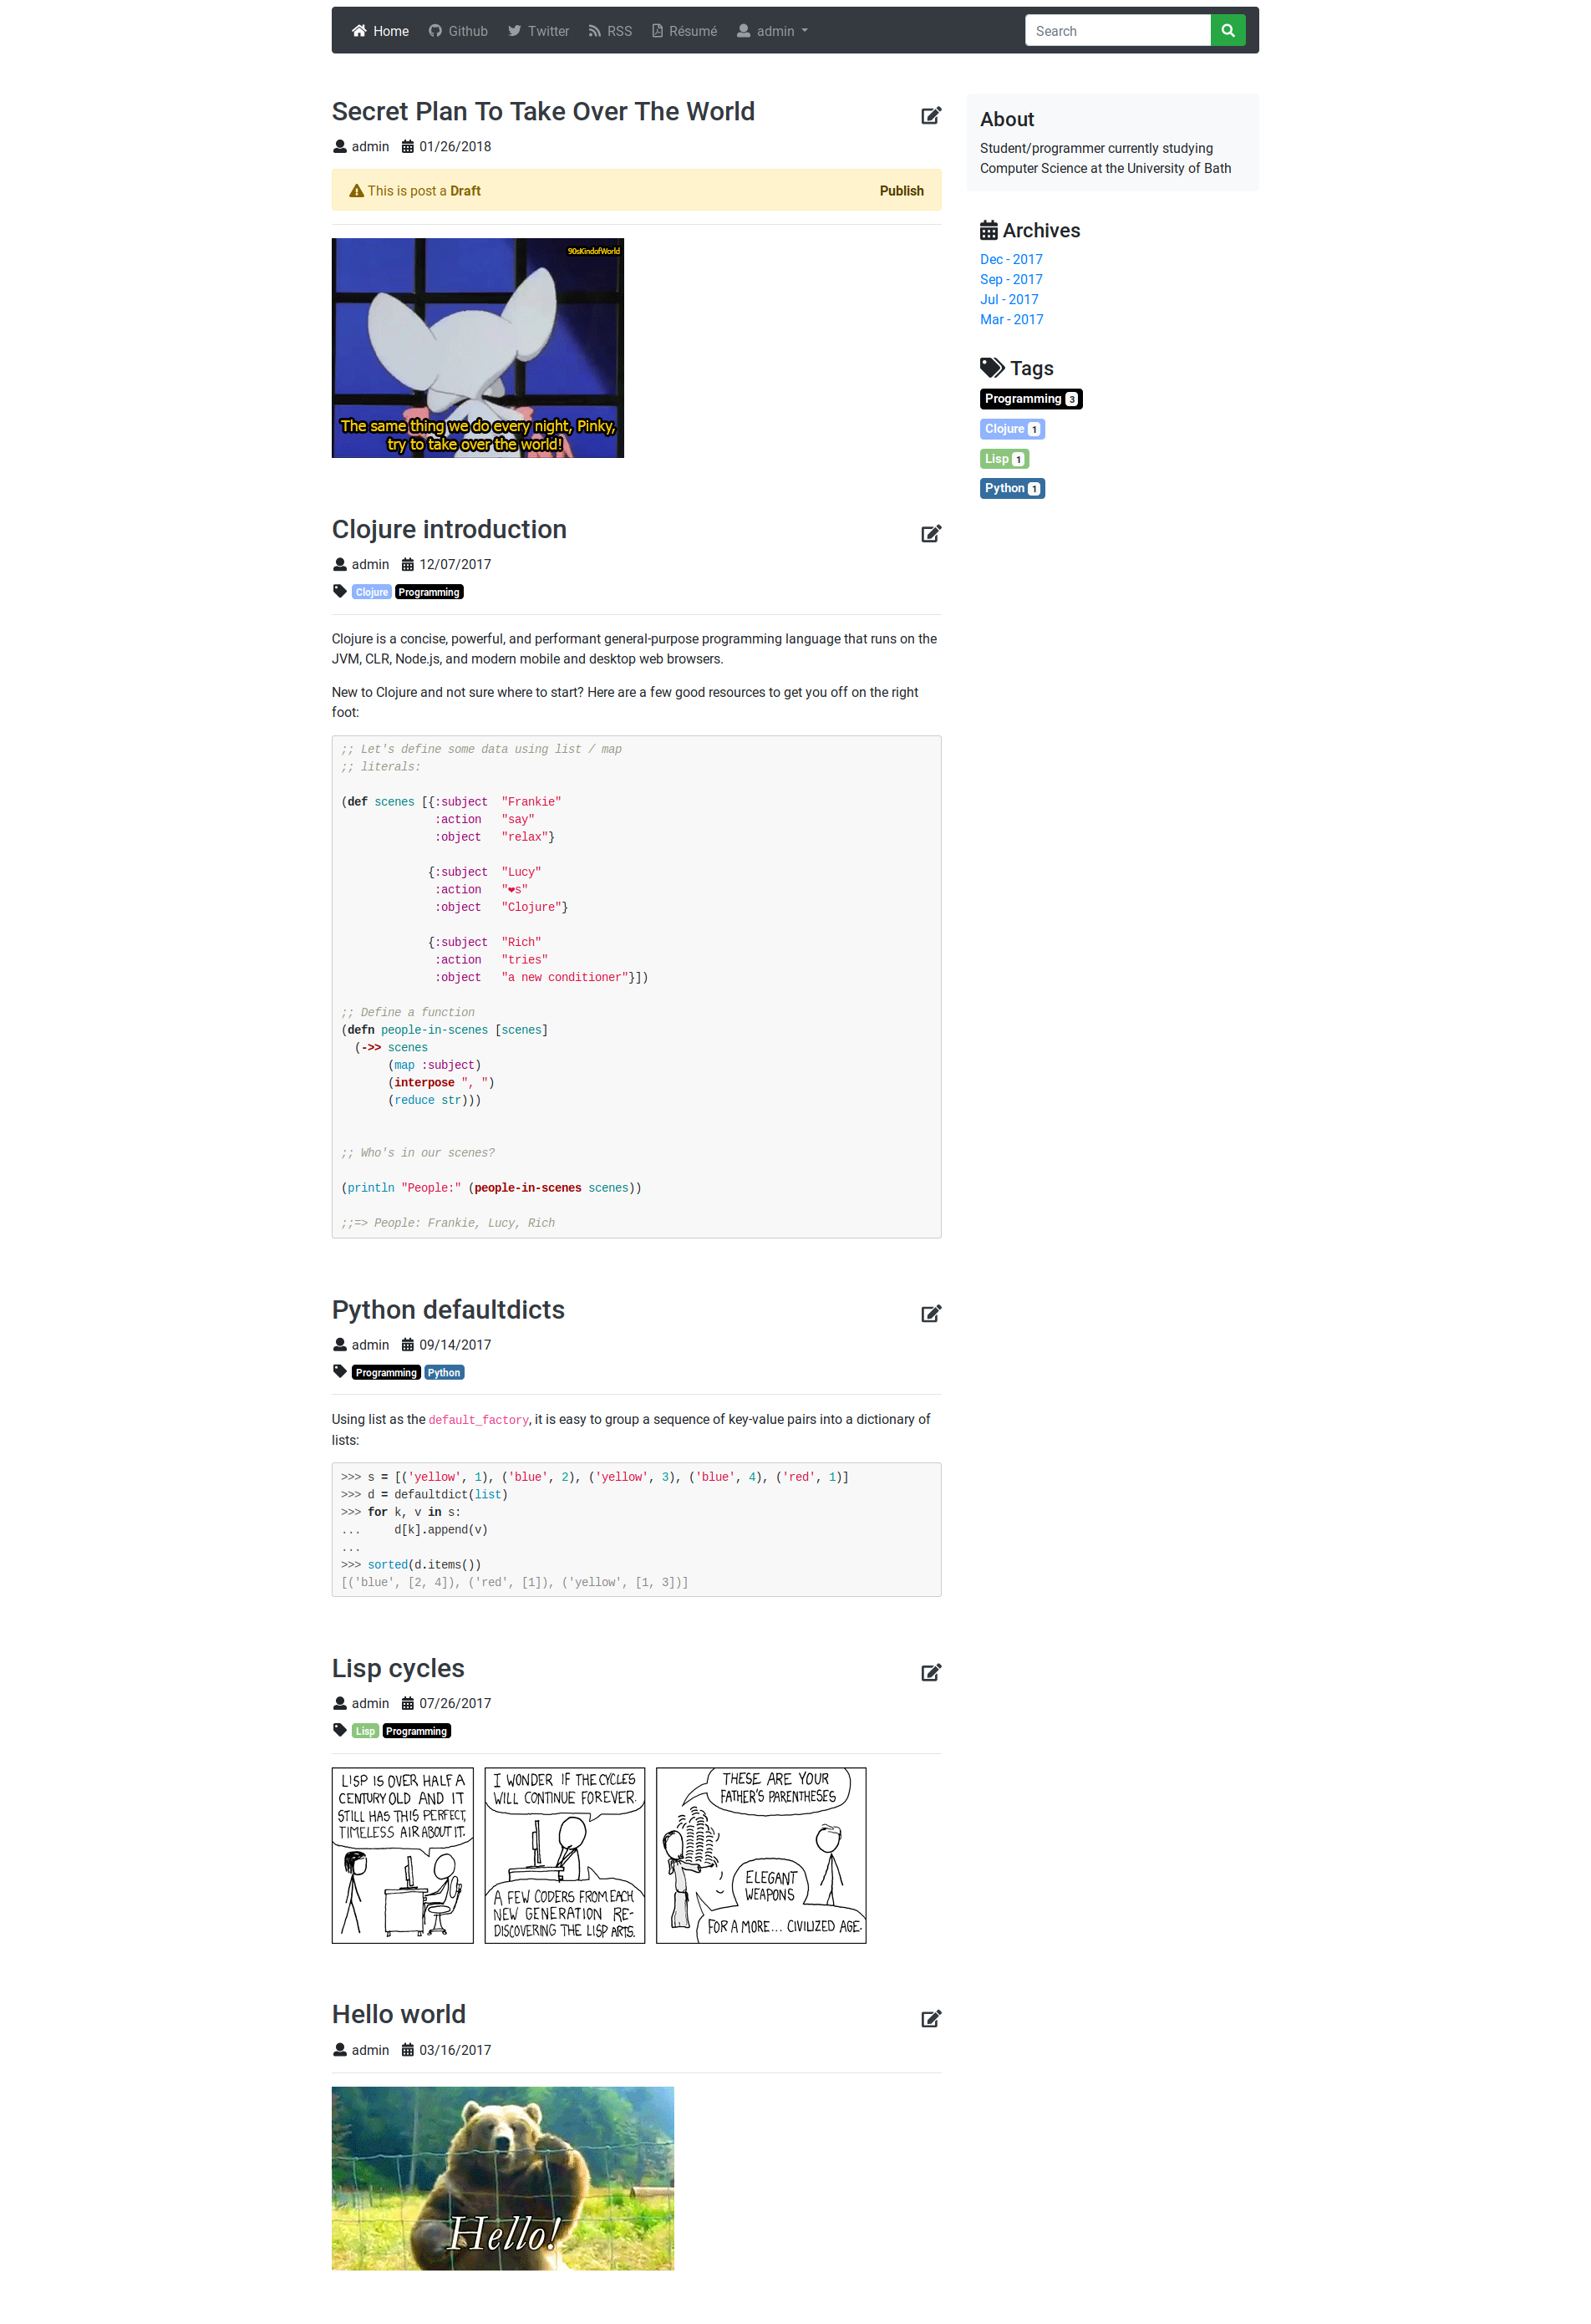 Home Github Twitter RSS Résumé admin Search
Secret Plan To Take Over The World
admin 01/26/2018
This is post a Draft Publish
90sKindofWorld
The same thing we do every night, Pinky,
try to take over the world!
Clojure introduction
admin 12/07/2017
Clojure Programming
Clojure is a concise, powerful, and performant general-purpose programming language that runs on the
JVM, CLR, Node.js, and modern mobile and desktop web browsers.
New to Clojure and not sure where to start? Here are a few good resources to get you off on the right
foot:
;; Let's define some data using list / map
;; literals:
(def scenes [{:subject  "Frankie"
              :action   "say"
              :object   "relax"}
             {:subject  "Lucy"
              :action   "❤s"
              :object   "Clojure"}
             {:subject  "Rich"
              :action   "tries"
              :object   "a new conditioner"}])
;; Define a function
(defn people-in-scenes [scenes]
  (->> scenes
       (map :subject)
       (interpose ", ")
       (reduce str)))
;; Who's in our scenes?
(println "People:" (people-in-scenes scenes))
;;=> People: Frankie, Lucy, Rich
Python defaultdicts
admin 09/14/2017
Programming Python
Using list as the default_factory, it is easy to group a sequence of key-value pairs into a dictionary of
lists:
>>> s = [('yellow', 1), ('blue', 2), ('yellow', 3), ('blue', 4), ('red', 1)]
>>> d = defaultdict(list)
>>> for k, v in s:
...     d[k].append(v)
...
>>> sorted(d.items())
[('blue', [2, 4]), ('red', [1]), ('yellow', [1, 3])]
Lisp cycles
admin 07/26/2017
Lisp Programming
LISP IS OVER HALF A
CENTURY OLD AND IT
STILL HAS THIS PERFECT,
TIMELESS AIR ABOUT IT.
I WONDER IF THE CYCLES
WILL CONTINUE FOREVER.
A FEW CODERS FROM EACH
NEW GENERATION RE-
DISCOVERING THE LISP ARTS.
THESE ARE YOUR
FATHER'S PARENTHESES
ELEGANT
WEAPONS
FOR A MORE... CIVILIZED AGE.
Hello world
admin 03/16/2017
Hello!
About
Student/programmer currently studying
Computer Science at the University of Bath
Archives
Dec - 2017
Sep - 2017
Jul - 2017
Mar - 2017
Tags
Programming 3
Clojure 1
Lisp 1
Python 1